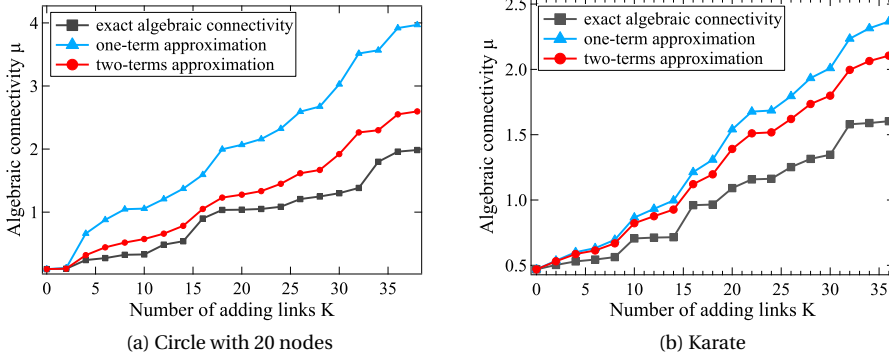 exact algebraic connectivity
one-term approximation
two-terms approximation
Algebraic connectivity μ
4
3
2
1
0 5 10 15 20 25 30 35
Number of adding links K
(a) Circle with 20 nodes
exact algebraic connectivity
one-term approximation
two-terms approximation
Algebraic connectivity μ
2.5
2.0
1.5
1.0
0.5
0 5 10 15 20 25 30 35
Number of adding links K
(b) Karate